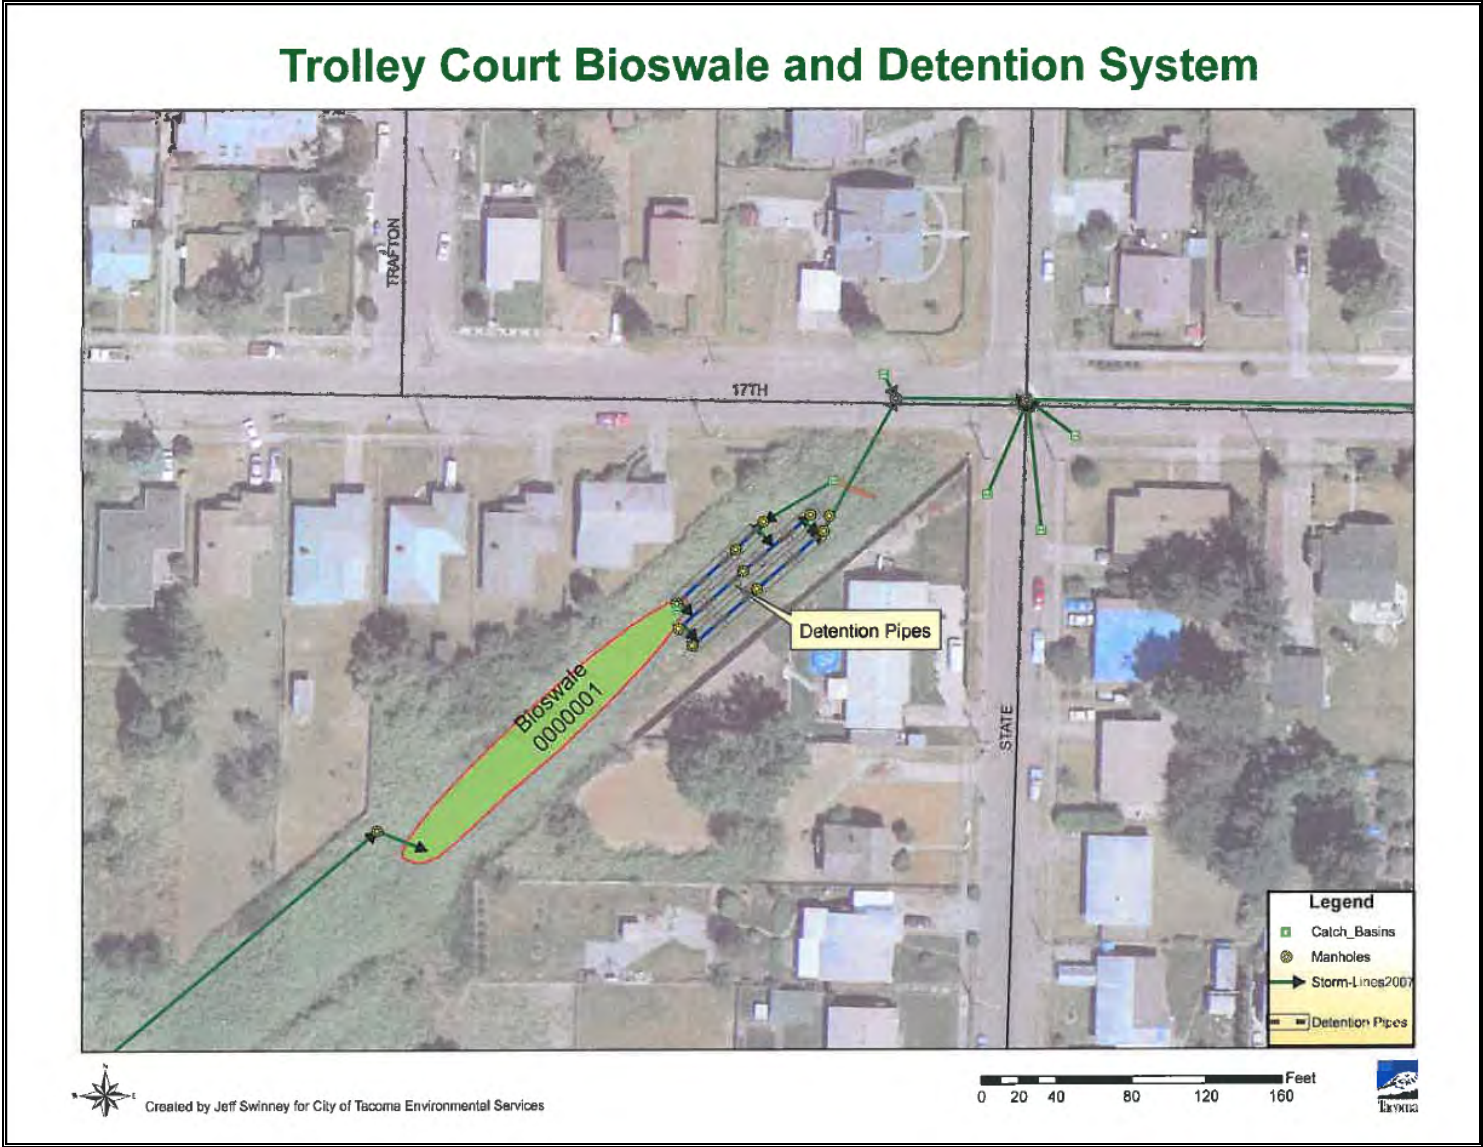 Trolley Court Bioswale and Detention System
TRAFTON
17TH
Detention Pipes
Bioswale
0000001
STATE
Legend
Catch_Basins
Manholes
Storm-Lines2007
Detention Pipes
N
E
Created by Jeff Swinney for City of Tacoma Environmental Services
Feet
0 20 40 80 120 160
Tacoma